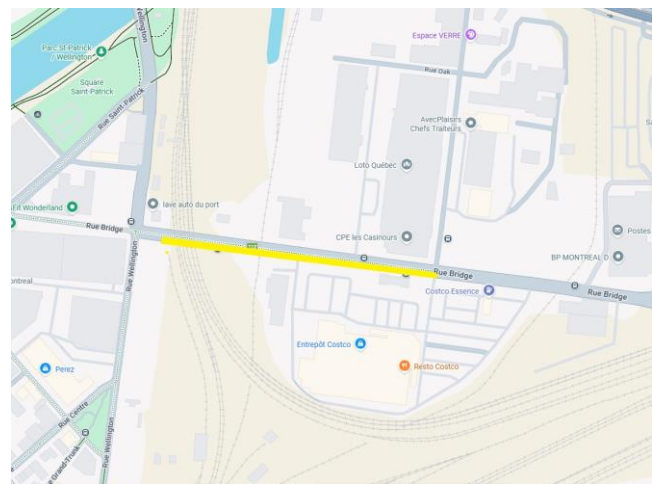 Wellington
Espace VERRE
Parc St-Patrick
/ Wellington
Rue Oak
Square
Saint-Patrick
Rue Saint-Patrick
AvecPlaisirs
Chefs Traiteurs
Loto Québec
Fit Wonderland
lave auto du port
Rue Bridge
CPE les Casinours
Postes
BP MONTREAL D
Rue Wellington
Rue Bridge
Rue Bridge
Costco Essence
ntreal
Entrepôt Costco
Resto Costco
Perez
Rue Centre
Rue Wellington
Rue Grand-Trunk